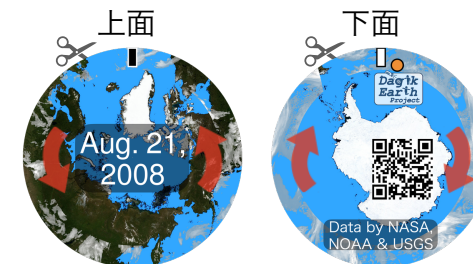 上面
下面
Aug. 21,
2008
Dagik
Earth
Project
Data by NASA,
NOAA & USGS